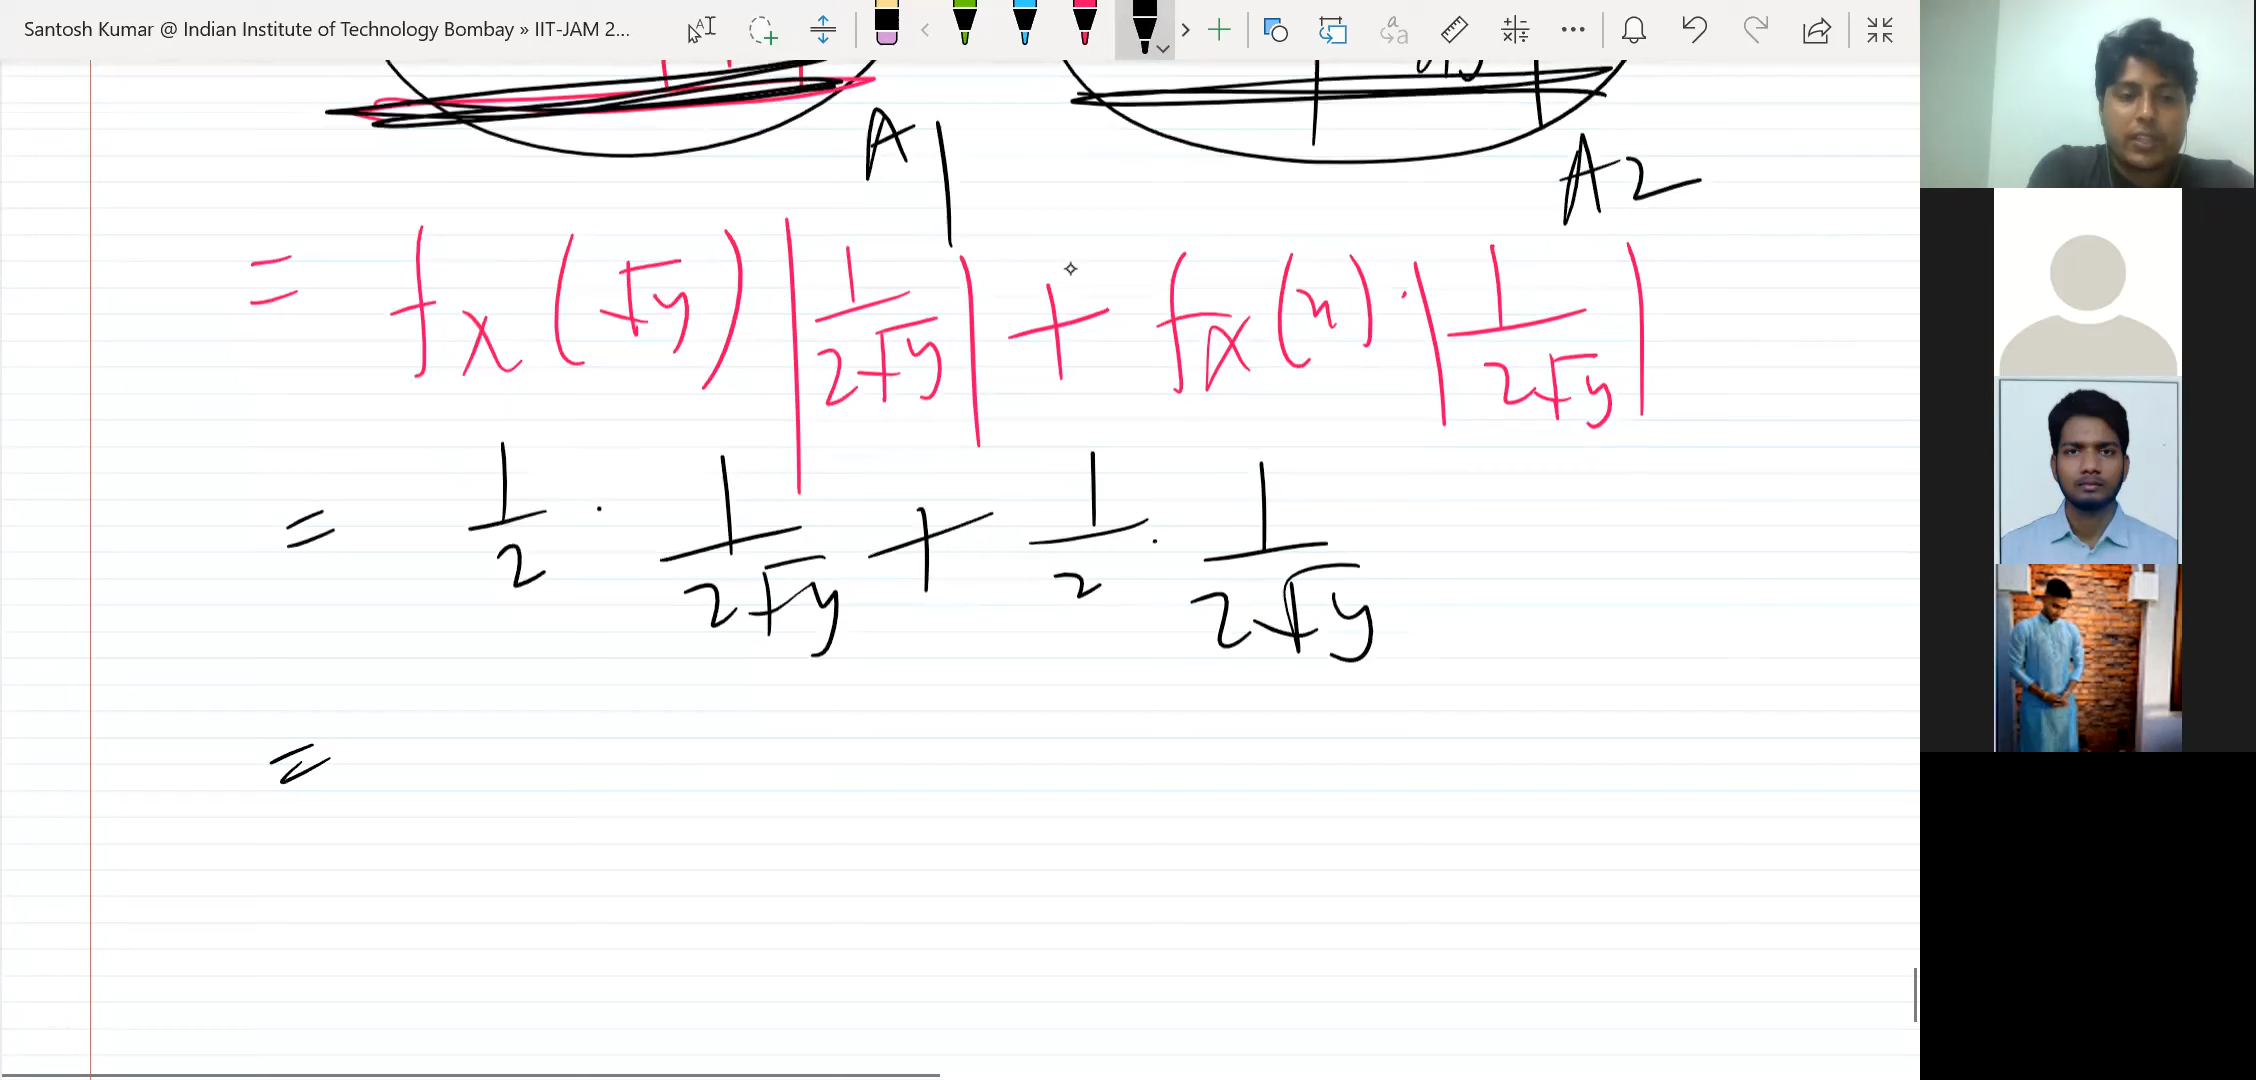 Santosh Kumar @ Indian Institute of Technology Bombay » IIT-JAM 2...
A1
A2
= fx(√y) |1/2√y| + fx(x) · |1/2√y|
= 1/2 · 1/2√y + 1/2 · 1/2√y
=